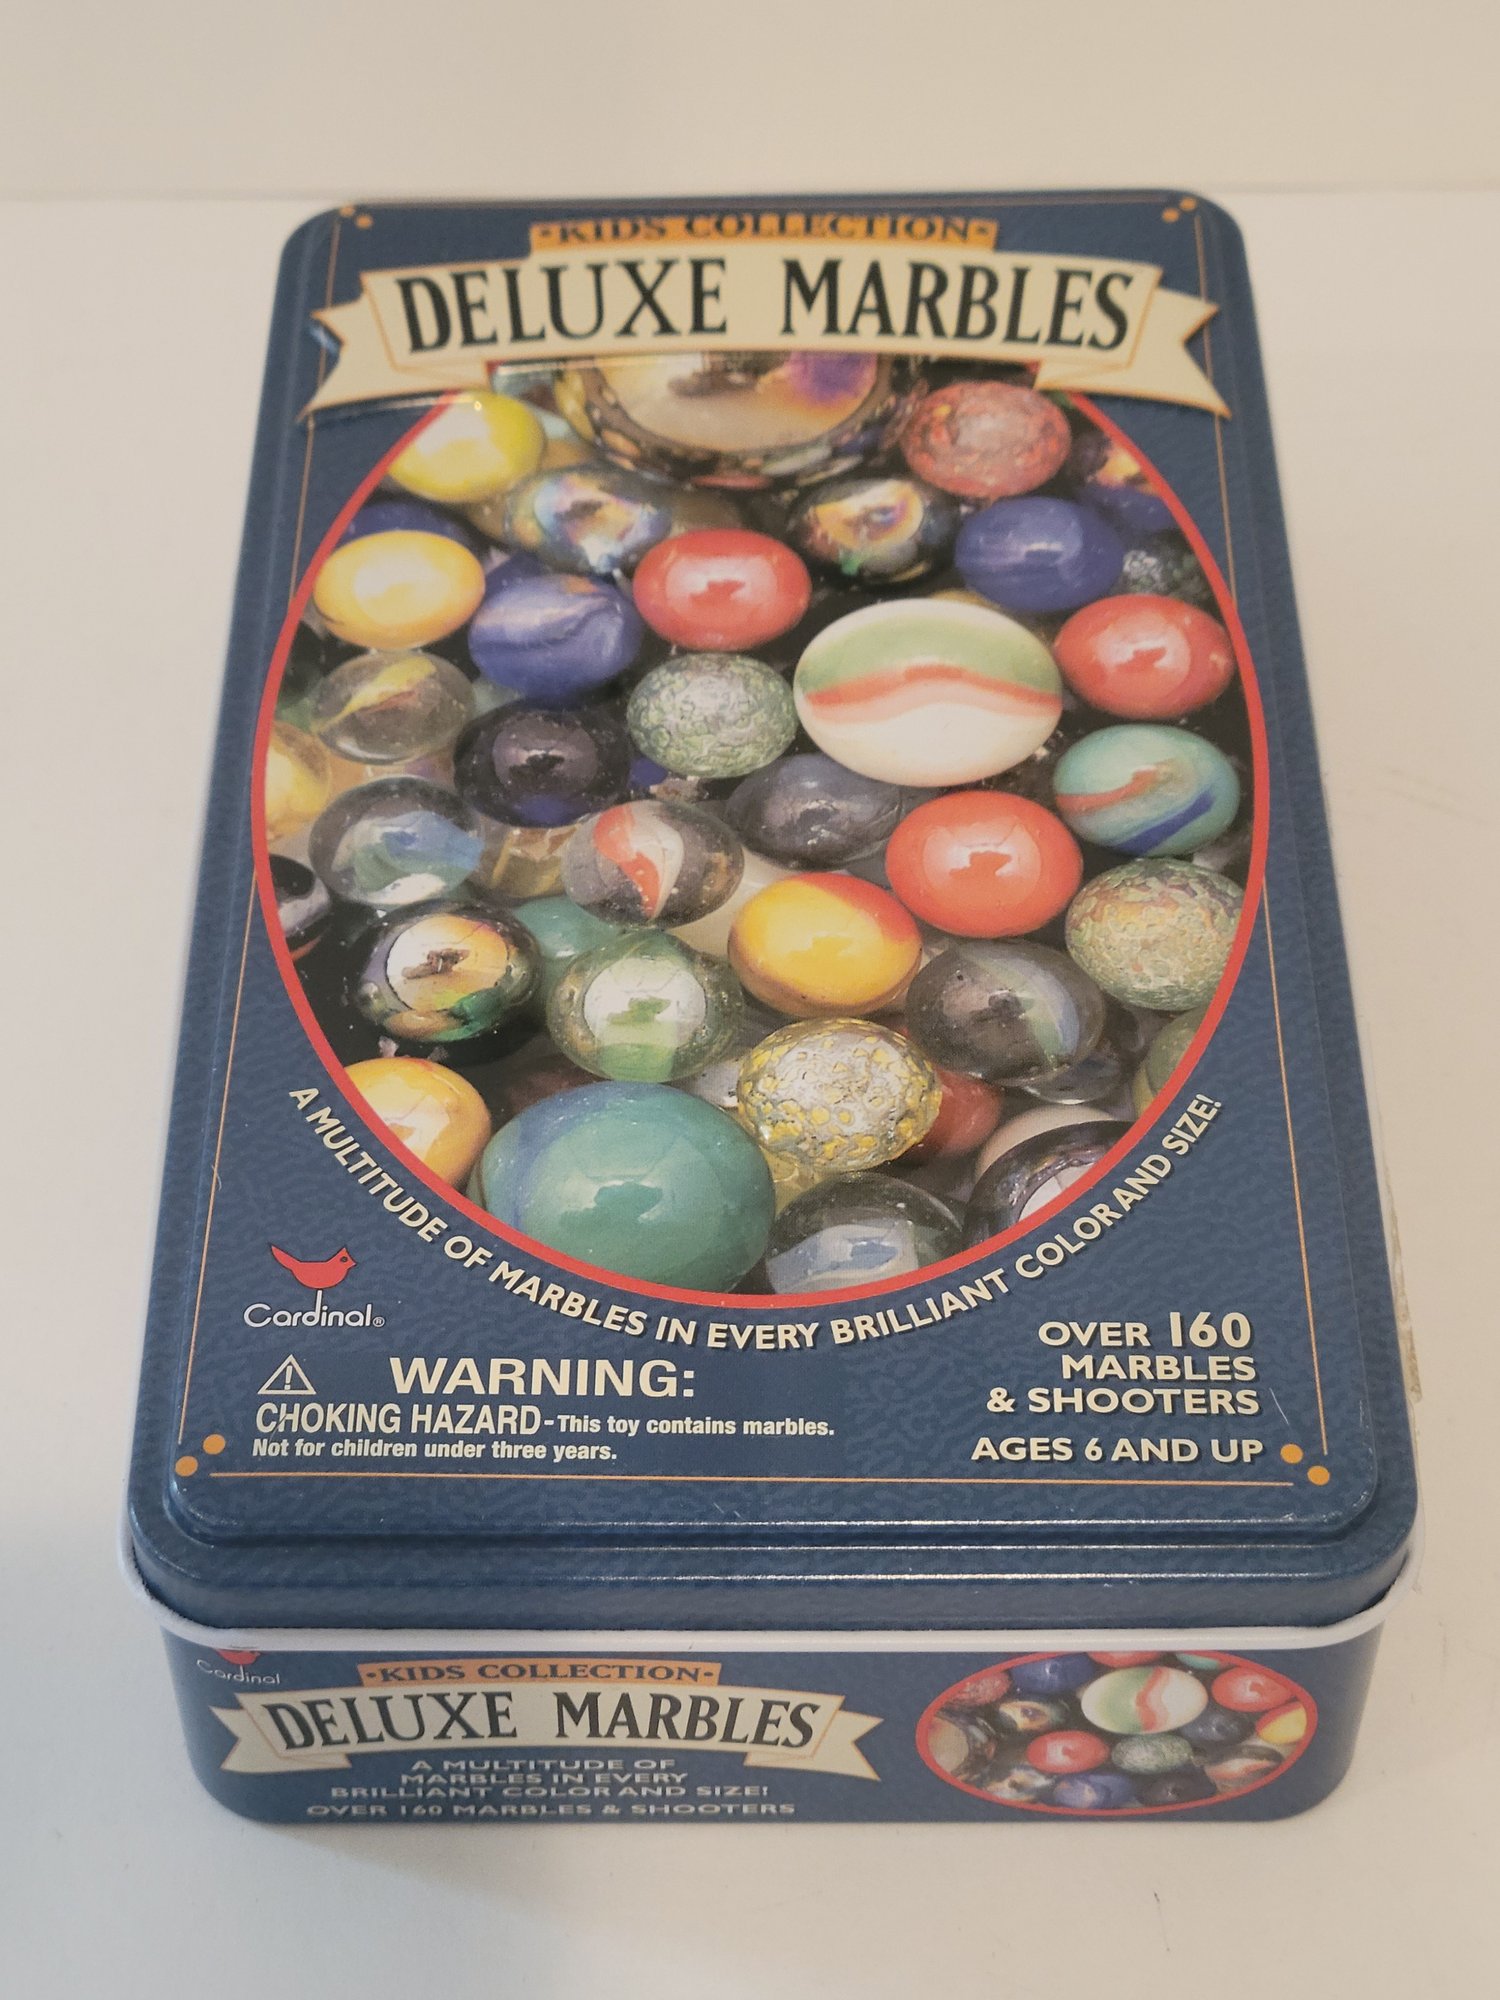 ·KIDS COLLECTION·
DELUXE MARBLES
A MULTITUDE OF MARBLES IN EVERY BRILLIANT COLOR AND SIZE!
Cardinal®
⚠ WARNING:
CHOKING HAZARD-This toy contains marbles.
Not for children under three years.
OVER 160
MARBLES
& SHOOTERS
AGES 6 AND UP
Cardinal
·KIDS COLLECTION·
DELUXE MARBLES
A MULTITUDE OF
MARBLES IN EVERY
BRILLIANT COLOR AND SIZE!
OVER 160 MARBLES & SHOOTERS